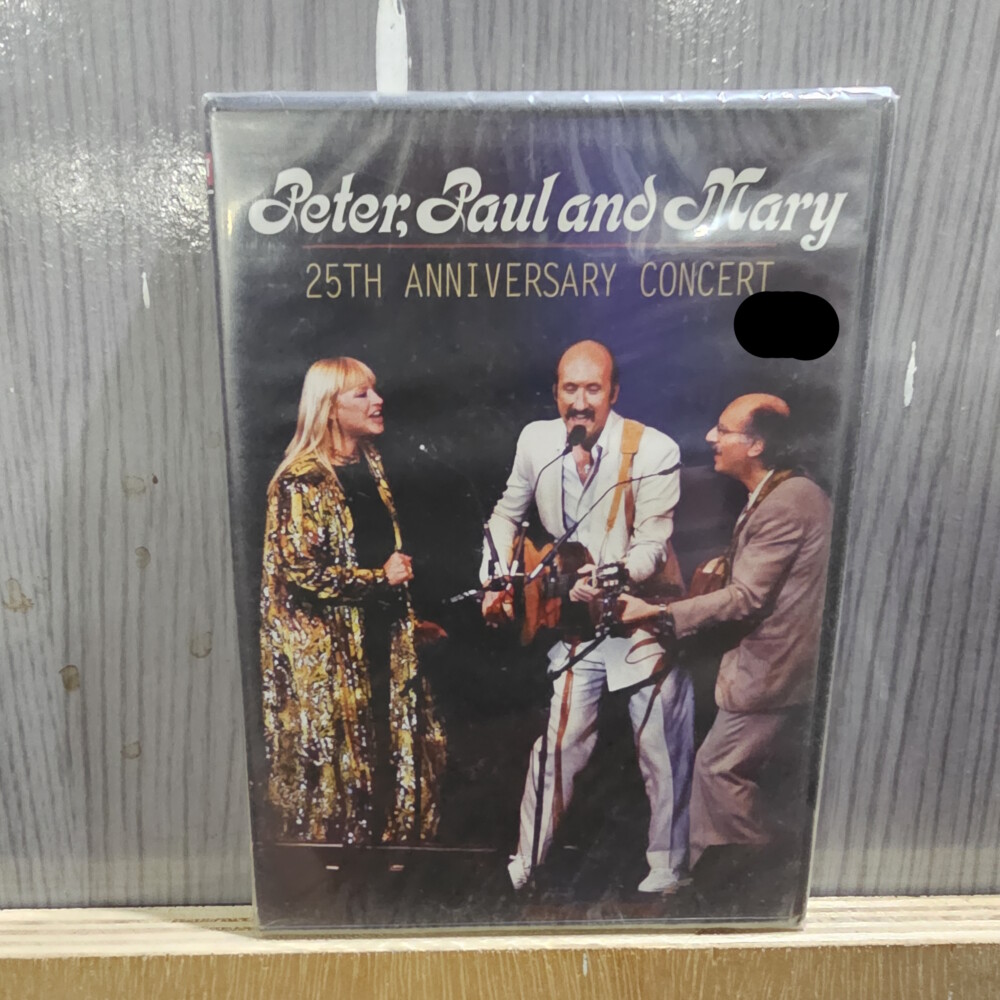 Peter, Paul and Mary
25TH ANNIVERSARY CONCERT